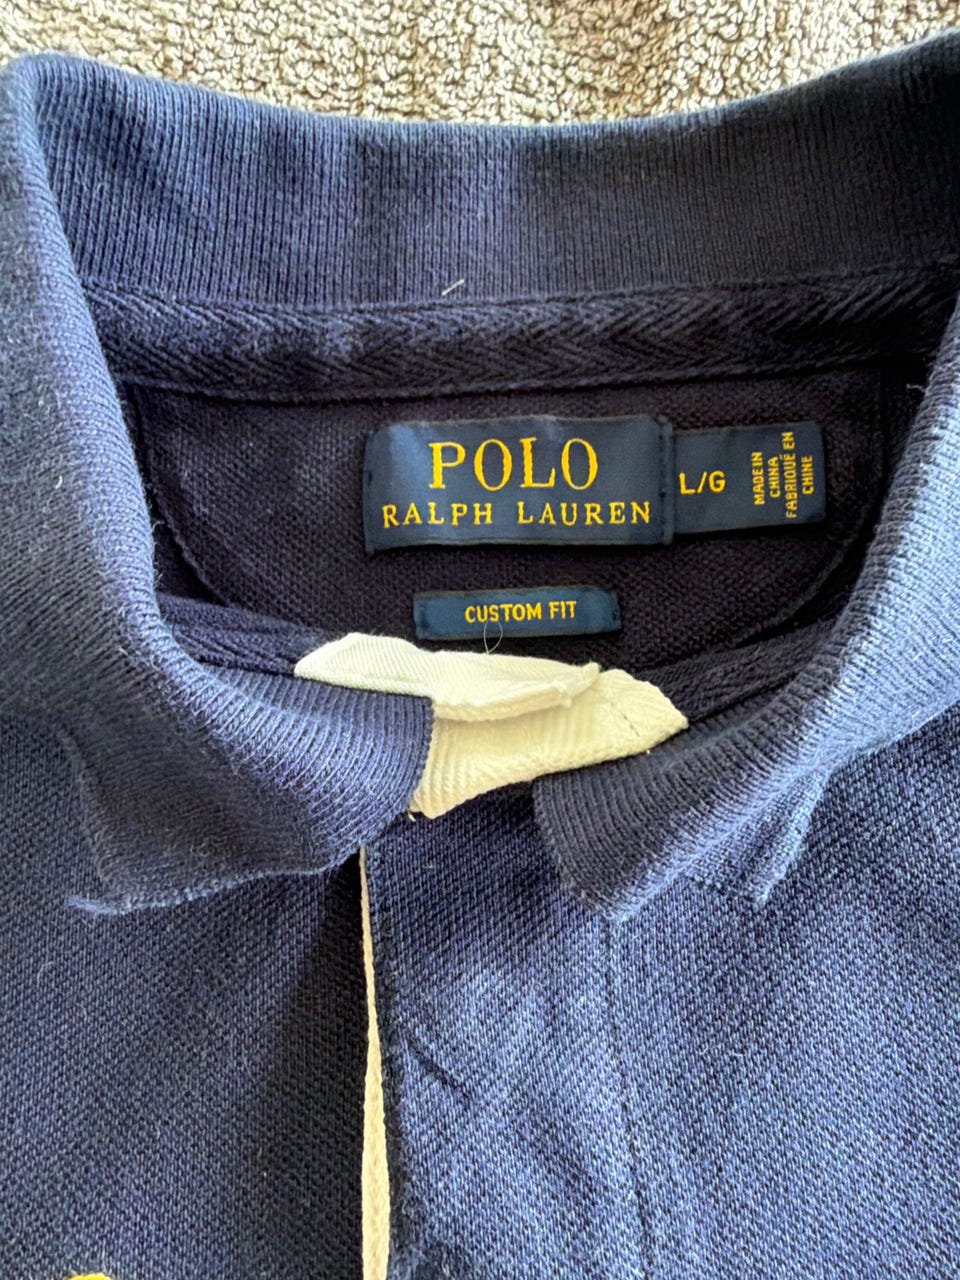 POLO
RALPH LAUREN
L/G
MADE IN
CHINA
FABRIQUÉ EN
CHINE
CUSTOM FIT